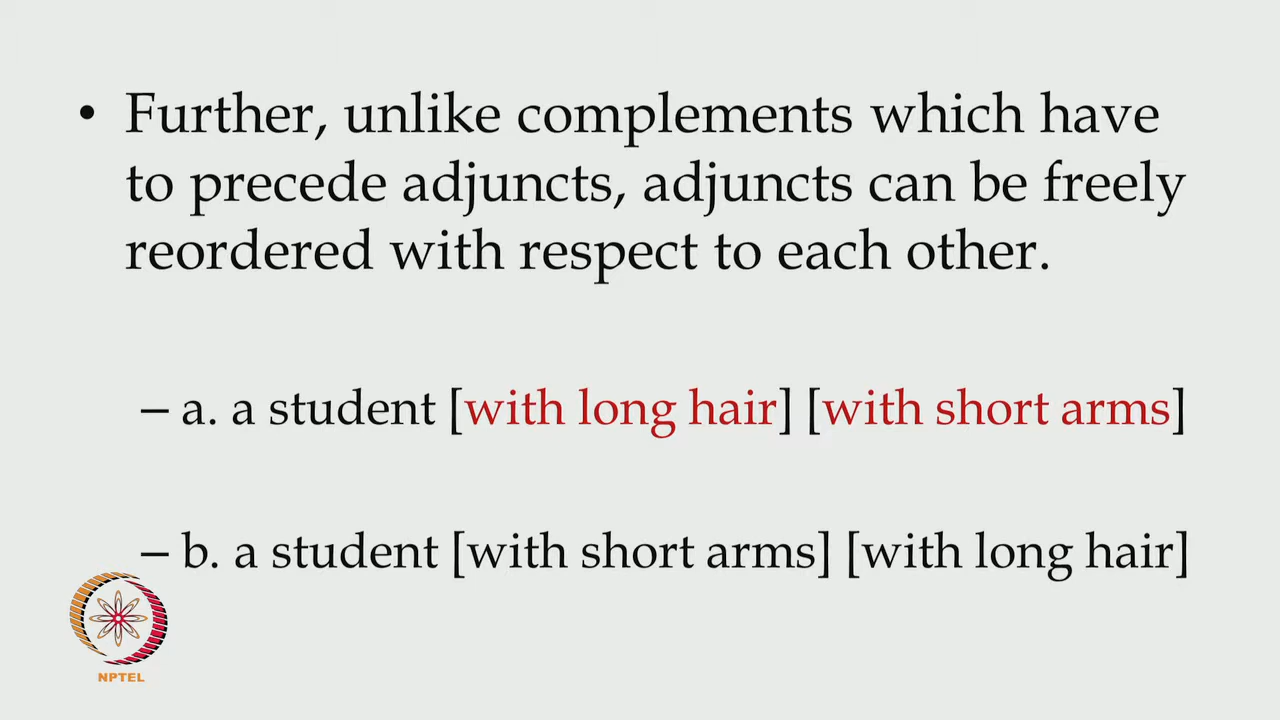 • Further, unlike complements which have
to precede adjuncts, adjuncts can be freely
reordered with respect to each other.
– a. a student [with long hair] [with short arms]
– b. a student [with short arms] [with long hair]
NPTEL